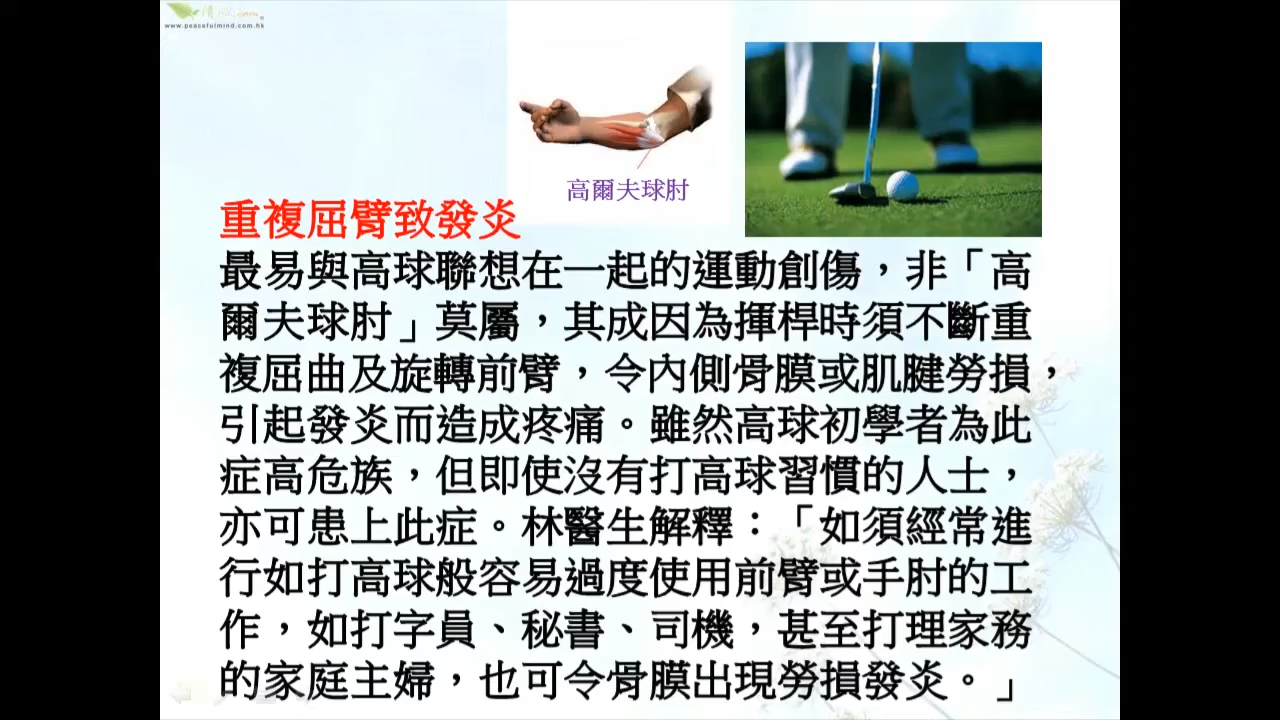 www.peacefulmind.com.hk
高爾夫球肘
重複屈臂致發炎
最易與高球聯想在一起的運動創傷，非「高
爾夫球肘」莫屬，其成因為揮桿時須不斷重
複屈曲及旋轉前臂，令內側骨膜或肌腱勞損，
引起發炎而造成疼痛。雖然高球初學者為此
症高危族，但即使沒有打高球習慣的人士，
亦可患上此症。林醫生解釋：「如須經常進
行如打高球般容易過度使用前臂或手肘的工
作，如打字員、秘書、司機，甚至打理家務
的家庭主婦，也可令骨膜出現勞損發炎。」